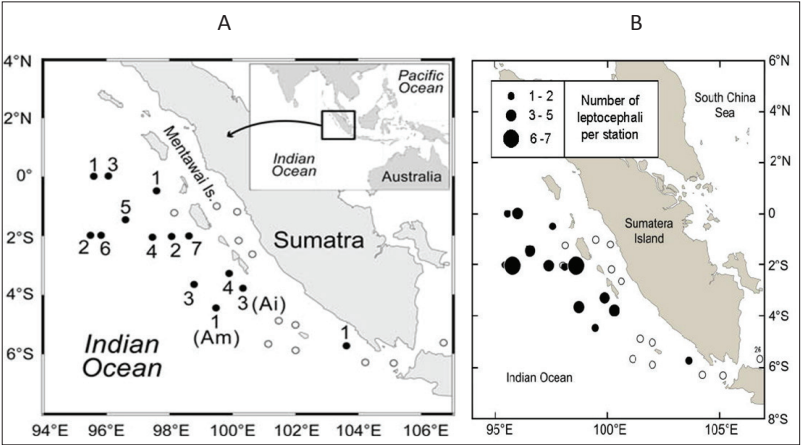 A
B
4°N
2°N
0°
2°S
4°S
6°S
94°E
96°E
98°E
100°E
102°E
104°E
106°E
Mentawai Is.
Pacific
Ocean
Indian
Ocean
Australia
Sumatra
1
3
1
5
2
6
4
2
7
4
3
3
(Ai)
1
(Am)
1
Indian
Ocean
1 - 2
3 - 5
6 - 7
Number of
leptocephali
per station
South China
Sea
Sumatera
Island
Indian Ocean
24
6°N
4°N
2°N
0
2°S
4°S
6°S
8°S
95°E
100°E
105°E